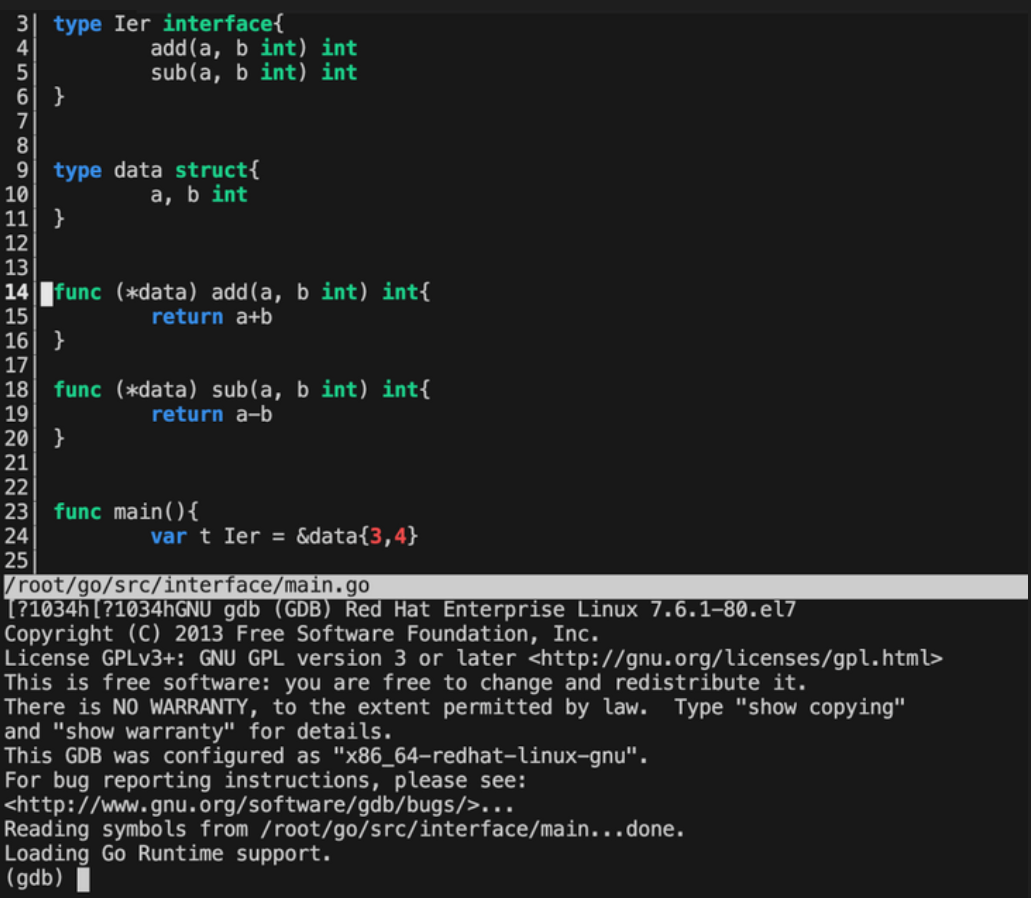 3| type Ier interface{
4| add(a, b int) int
5| sub(a, b int) int
6| }
7|
8|
9| type data struct{
10| a, b int
11| }
12|
13|
14| func (*data) add(a, b int) int{
15| return a+b
16| }
17|
18| func (*data) sub(a, b int) int{
19| return a-b
20| }
21|
22|
23| func main(){
24| var t Ier = &data{3,4}
25|
/root/go/src/interface/main.go
[?1034h[?1034hGNU gdb (GDB) Red Hat Enterprise Linux 7.6.1-80.el7
Copyright (C) 2013 Free Software Foundation, Inc.
License GPLv3+: GNU GPL version 3 or later <http://gnu.org/licenses/gpl.html>
This is free software: you are free to change and redistribute it.
There is NO WARRANTY, to the extent permitted by law.  Type "show copying"
and "show warranty" for details.
This GDB was configured as "x86_64-redhat-linux-gnu".
For bug reporting instructions, please see:
<http://www.gnu.org/software/gdb/bugs/>...
Reading symbols from /root/go/src/interface/main...done.
Loading Go Runtime support.
(gdb)